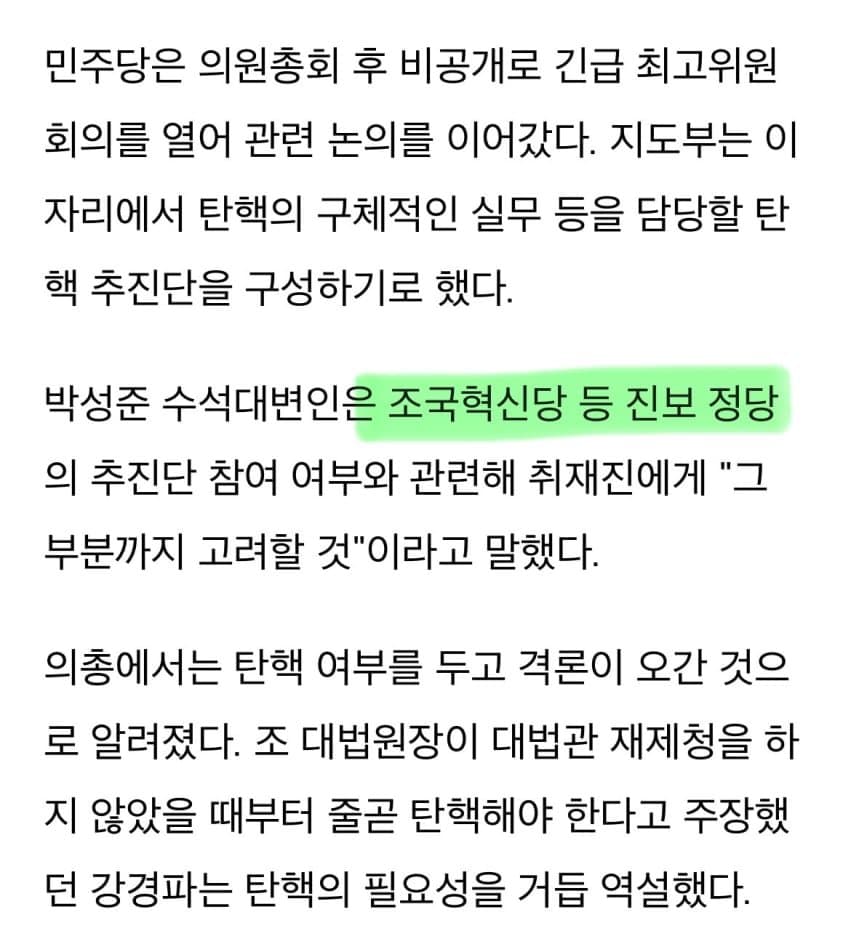 민주당은 의원총회 후 비공개로 긴급 최고위원
회의를 열어 관련 논의를 이어갔다. 지도부는 이
자리에서 탄핵의 구체적인 실무 등을 담당할 탄
핵 추진단을 구성하기로 했다.
박성준 수석대변인은 조국혁신당 등 진보 정당
의 추진단 참여 여부와 관련해 취재진에게 "그
부분까지 고려할 것"이라고 말했다.
의총에서는 탄핵 여부를 두고 격론이 오간 것으
로 알려졌다. 조 대법원장이 대법관 재제청을 하
지 않았을 때부터 줄곧 탄핵해야 한다고 주장했
던 강경파는 탄핵의 필요성을 거듭 역설했다.